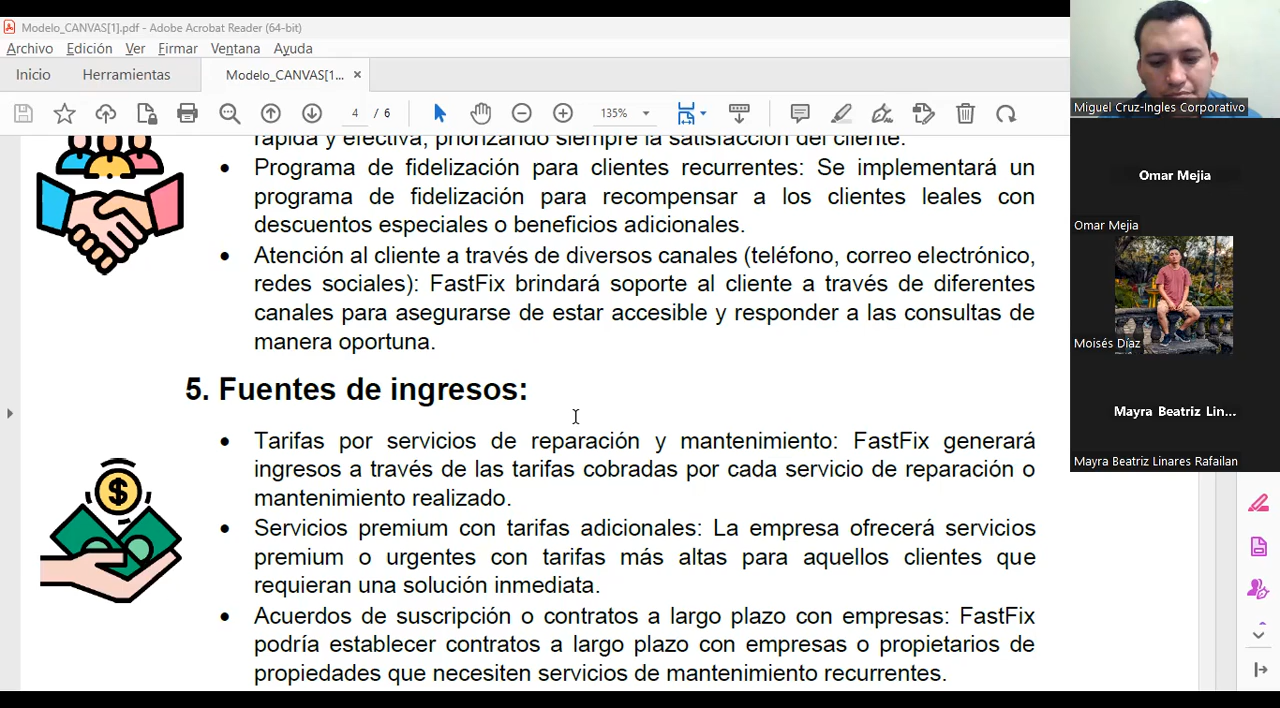 Modelo_CANVAS[1].pdf - Adobe Acrobat Reader (64-bit)
Archivo Edición Ver Firmar Ventana Ayuda
Inicio Herramientas Modelo_CANVAS[1... ×
4 / 6 135%
rápida y efectiva, priorizando siempre la satisfacción del cliente.
• Programa de fidelización para clientes recurrentes: Se implementará un
programa de fidelización para recompensar a los clientes leales con
descuentos especiales o beneficios adicionales.
• Atención al cliente a través de diversos canales (teléfono, correo electrónico,
redes sociales): FastFix brindará soporte al cliente a través de diferentes
canales para asegurarse de estar accesible y responder a las consultas de
manera oportuna.
5. Fuentes de ingresos:
• Tarifas por servicios de reparación y mantenimiento: FastFix generará
ingresos a través de las tarifas cobradas por cada servicio de reparación o
mantenimiento realizado.
• Servicios premium con tarifas adicionales: La empresa ofrecerá servicios
premium o urgentes con tarifas más altas para aquellos clientes que
requieran una solución inmediata.
• Acuerdos de suscripción o contratos a largo plazo con empresas: FastFix
podría establecer contratos a largo plazo con empresas o propietarios de
propiedades que necesiten servicios de mantenimiento recurrentes.
$
Miguel Cruz-Ingles Corporativo
Omar Mejia
Omar Mejia
Moisés Díaz
Mayra Beatriz Lin...
Mayra Beatriz Linares Rafailan